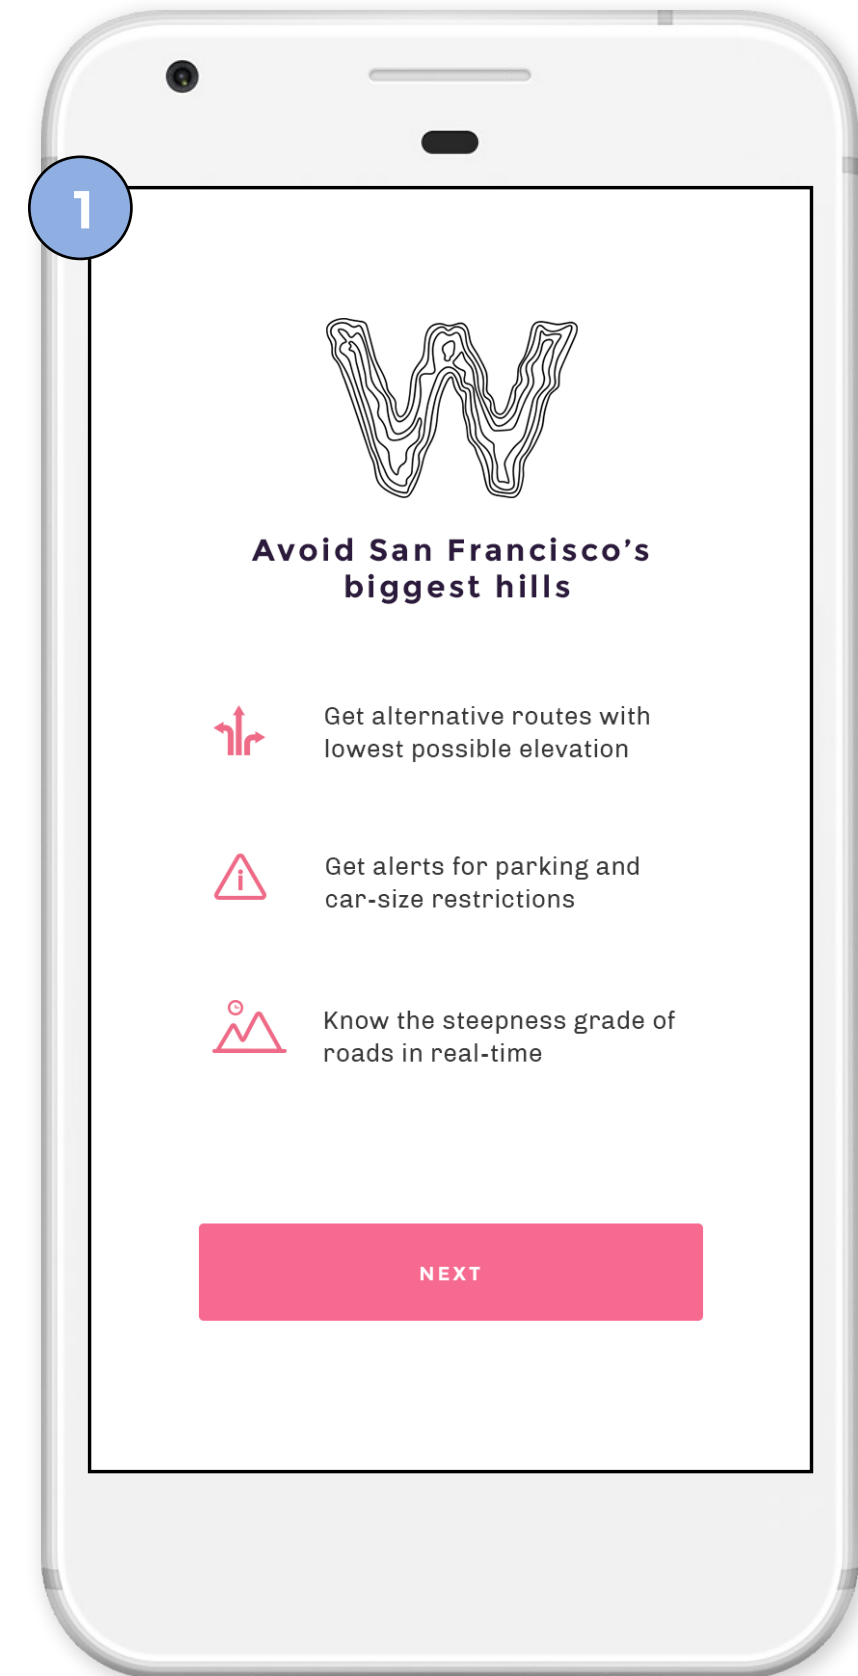 1
W
Avoid San Francisco’s
biggest hills
Get alternative routes with
lowest possible elevation
Get alerts for parking and
car-size restrictions
Know the steepness grade of
roads in real-time
NEXT